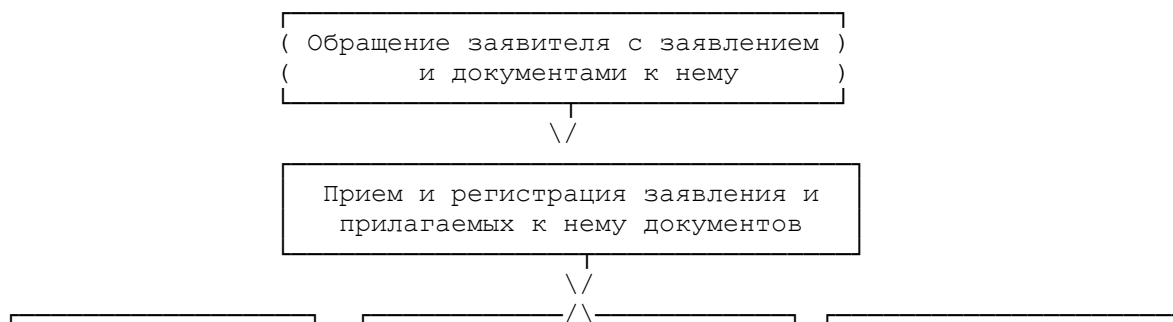 ( Обращение заявителя с заявлением )
( и документами к нему )
\/
Прием и регистрация заявления и
прилагаемых к нему документов
\/
/\